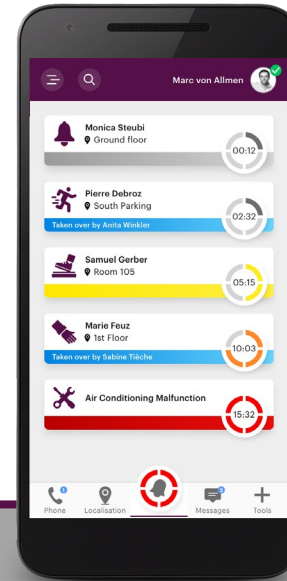 Marc von Allmen
Monica Steubi
Ground floor
00:12
Pierre Debroz
South Parking
02:32
Taken over by Anita Winkler
Samuel Gerber
Room 105
05:15
Marie Feuz
1st Floor
10:03
Taken over by Sabine Tièche
Air Conditioning Malfunction
15:32
Phone
Localisation
Messages
Tools